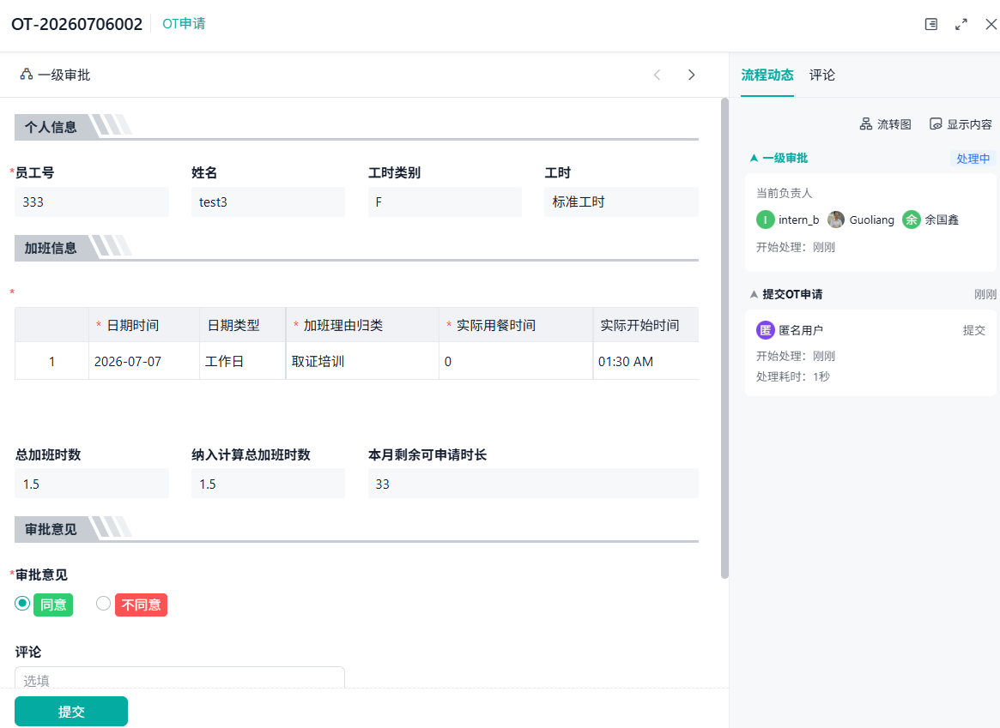 OT-20260706002 OT申请
一级审批
个人信息
*员工号 姓名 工时类别 工时
333 test3 F 标准工时
加班信息
*
* 日期时间 日期类型 * 加班理由归类 * 实际用餐时间 实际开始时间
1 2026-07-07 工作日 取证培训 0 01:30 AM
总加班时数 纳入计算总加班时数 本月剩余可申请时长
1.5 1.5 33
审批意见
*审批意见
同意 不同意
评论
选填
提交
流程动态 评论
流转图 显示内容
一级审批 处理中
当前负责人
I intern_b Guoliang 余 余国鑫
开始处理：刚刚
提交OT申请 刚刚
匿 匿名用户 提交
开始处理：刚刚
处理耗时：1秒